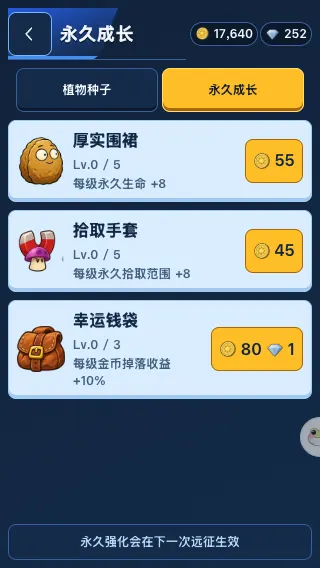 永久成长
17,640
252
植物种子
永久成长
厚实围裙
Lv.0 / 5
每级永久生命 +8
55
拾取手套
Lv.0 / 5
每级永久拾取范围 +8
45
幸运钱袋
Lv.0 / 3
每级金币掉落收益
+10%
80 1
永久强化会在下一次远征生效